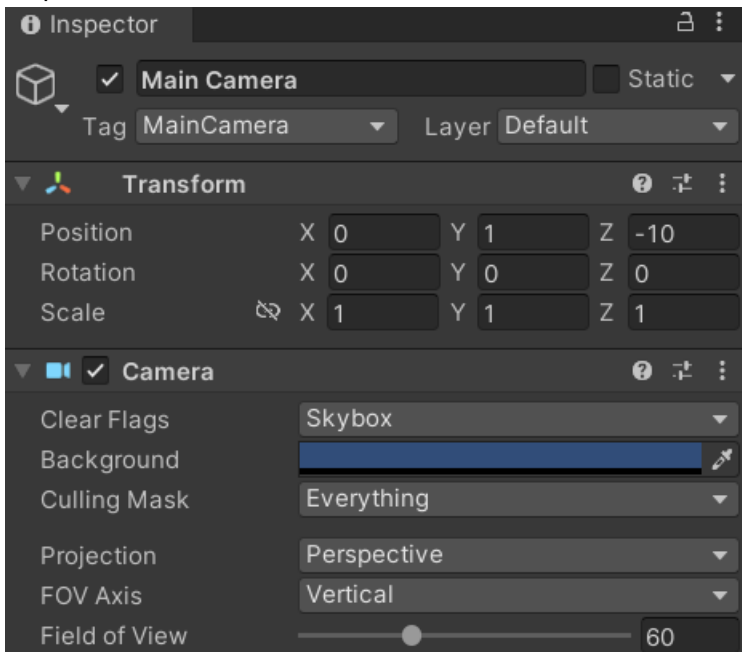 Inspector
Main Camera Static
Tag MainCamera Layer Default
Transform
Position X 0 Y 1 Z -10
Rotation X 0 Y 0 Z 0
Scale X 1 Y 1 Z 1
Camera
Clear Flags Skybox
Background
Culling Mask Everything
Projection Perspective
FOV Axis Vertical
Field of View 60